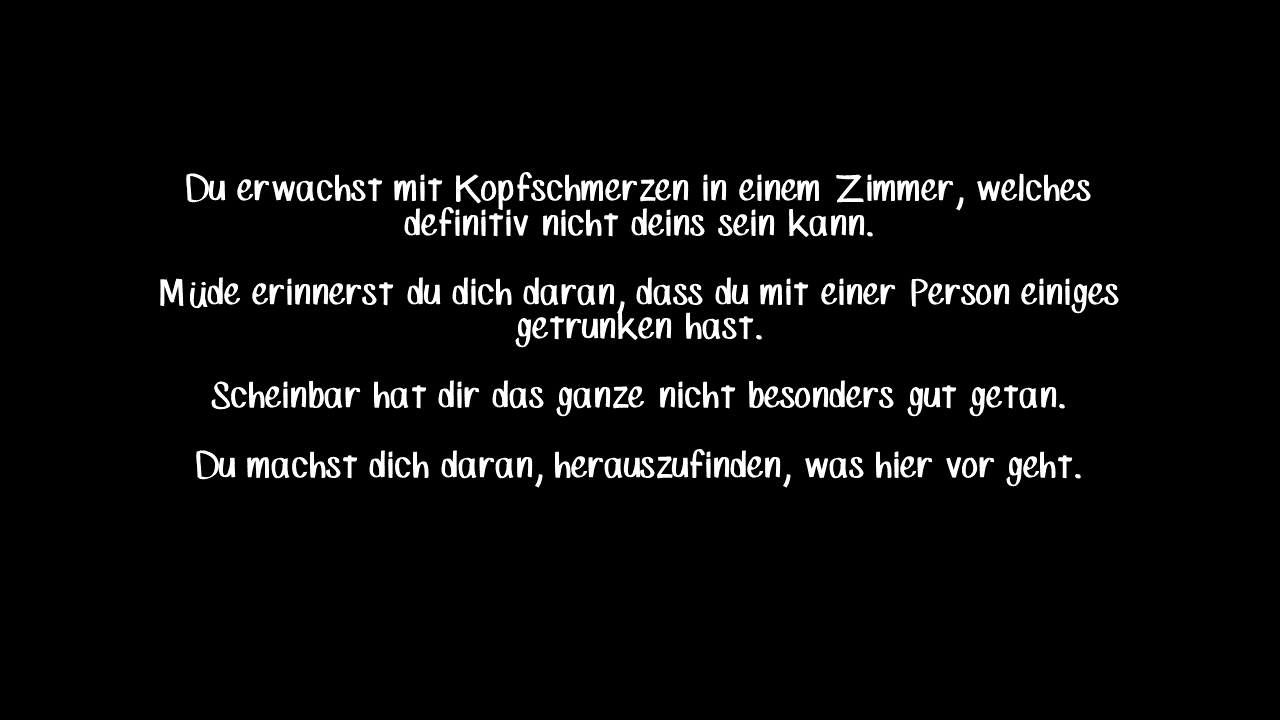 Du erwachst mit Kopfschmerzen in einem Zimmer, welches
definitiv nicht deins sein kann.
Müde erinnerst du dich daran, dass du mit einer Person einiges
getrunken hast.
Scheinbar hat dir das ganze nicht besonders gut getan.
Du machst dich daran, herauszufinden, was hier vor geht.